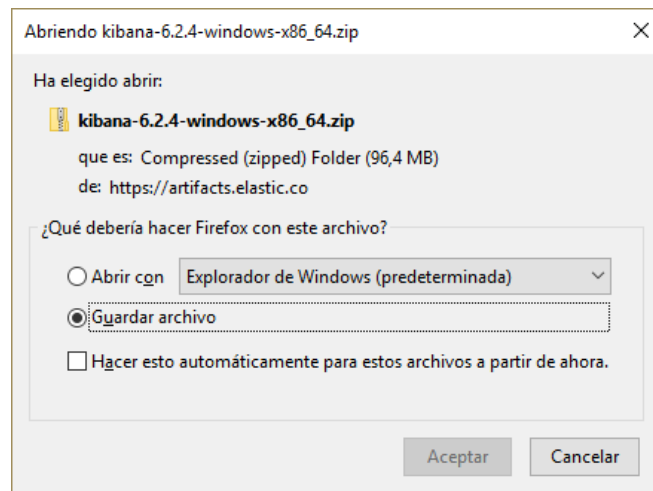 Abriendo kibana-6.2.4-windows-x86_64.zip
Ha elegido abrir:
kibana-6.2.4-windows-x86_64.zip
que es: Compressed (zipped) Folder (96,4 MB)
de: https://artifacts.elastic.co
¿Qué debería hacer Firefox con este archivo?
Abrir con Explorador de Windows (predeterminada)
Guardar archivo
Hacer esto automáticamente para estos archivos a partir de ahora.
Aceptar Cancelar